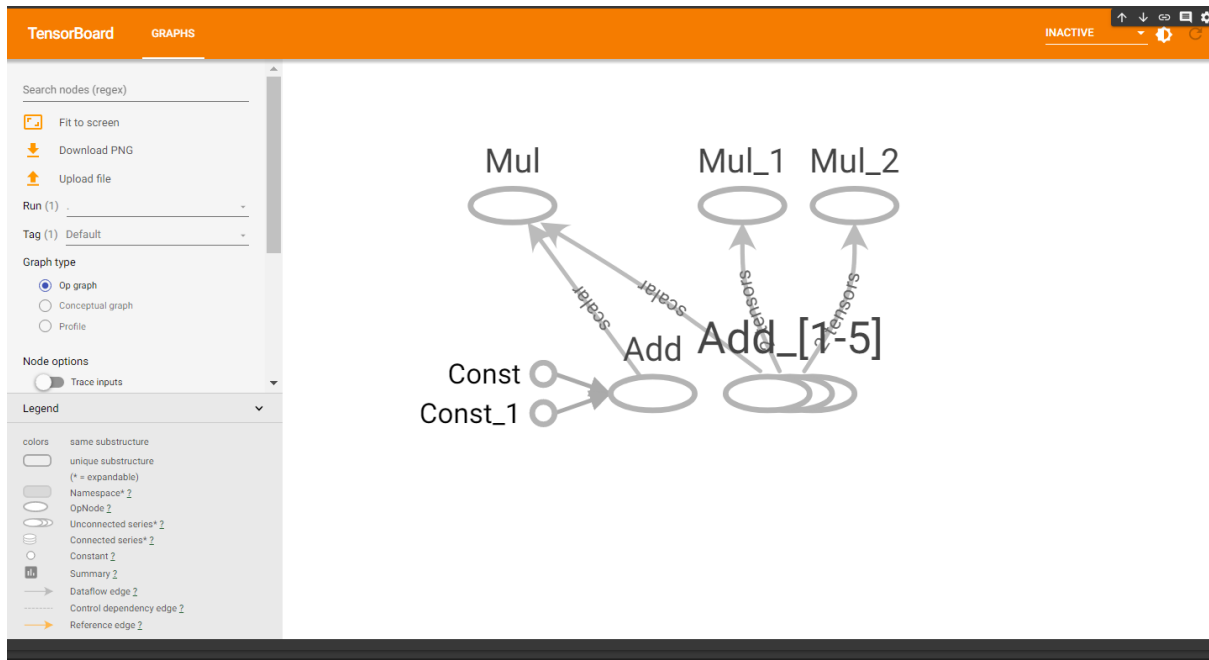 TensorBoard
GRAPHS
INACTIVE
Search nodes (regex)
Fit to screen
Download PNG
Upload file
Run (1) .
Tag (1) Default
Graph type
Op graph
Conceptual graph
Profile
Node options
Trace inputs
Legend
colors same substructure
unique substructure
(* = expandable)
Namespace* ?
OpNode ?
Unconnected series* ?
Connected series* ?
Constant ?
Summary ?
Dataflow edge ?
Control dependency edge ?
Reference edge ?
Mul
Mul_1
Mul_2
scalar
scalar
2 tensors
2 tensors
Add
Add_[1-5]
Const
Const_1